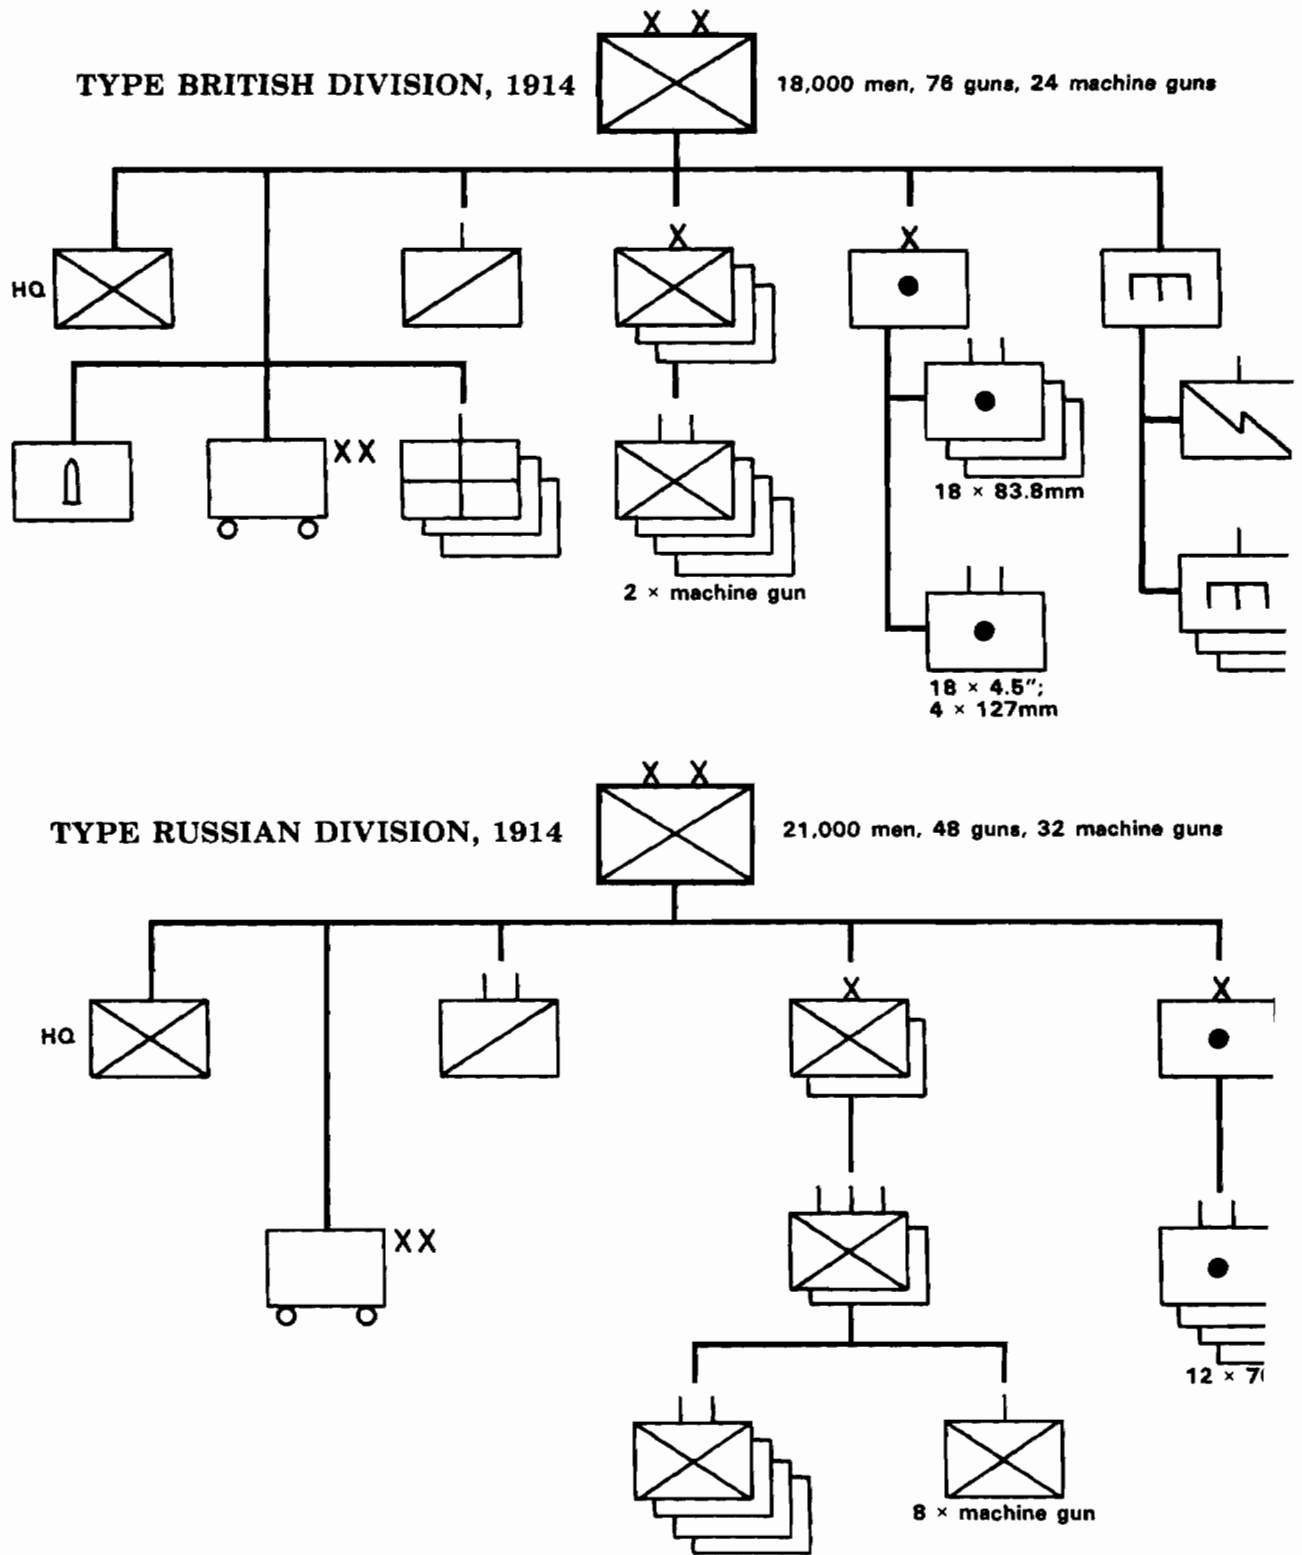 X X
TYPE BRITISH DIVISION, 1914
18,000 men, 76 guns, 24 machine guns
X
X
HQ
XX
18 × 83.8mm
2 × machine gun
18 × 4.5";
4 × 127mm
X X
TYPE RUSSIAN DIVISION, 1914
21,000 men, 48 guns, 32 machine guns
X
X
HQ
XX
12 × 7
8 × machine gun